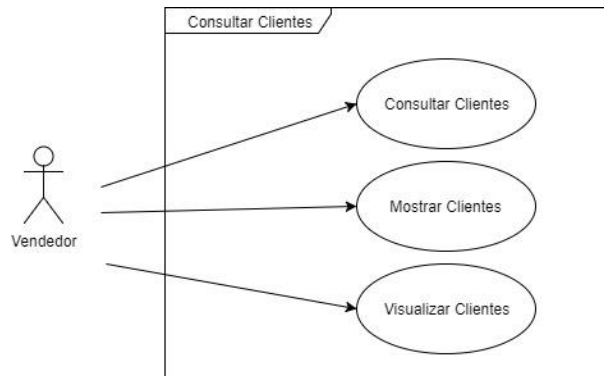 Consultar Clientes
Consultar Clientes
Mostrar Clientes
Vendedor
Visualizar Clientes